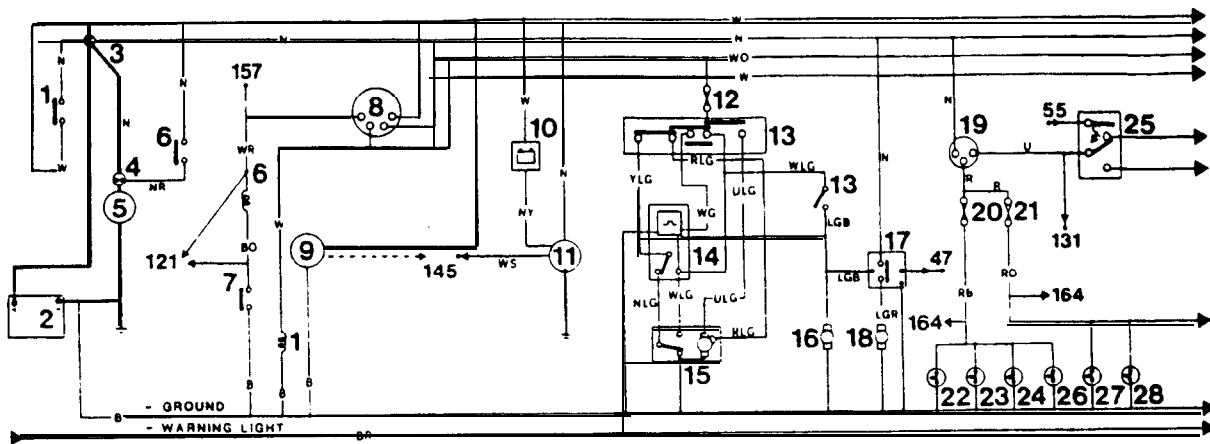 W
N
3
WO
157
W
N
12
1
N
N
8
W
N
55
6
10
13
19
25
N
WR
RLG
WLG
N
U
W
4
NR
6
YLG
ULG
13
R
R
5
W
NY
N
WG
LGB
20
21
BO
9
11
14
17
131
121
145
WS
47
7
LGB
RO
2
NLG
WLG
ULG
164
1
LGR
164
RLG
16
18
15
B
B
B
22
23
24
26
27
28
B
- GROUND
- WARNING LIGHT
BR